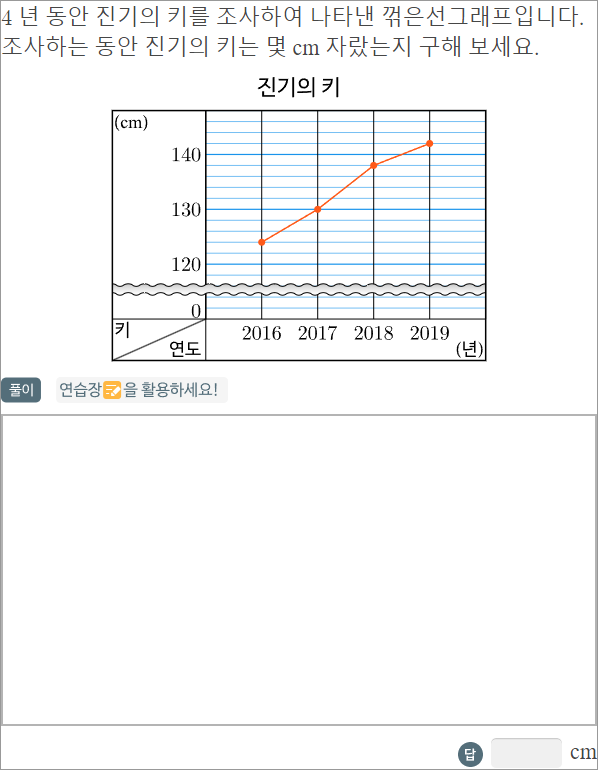 4 년 동안 진기의 키를 조사하여 나타낸 꺾은선그래프입니다.
조사하는 동안 진기의 키는 몇 cm 자랐는지 구해 보세요.
진기의 키
(cm)
140
130
120
0
키
연도
2016 2017 2018 2019
(년)
풀이 연습장을 활용하세요!
답 cm